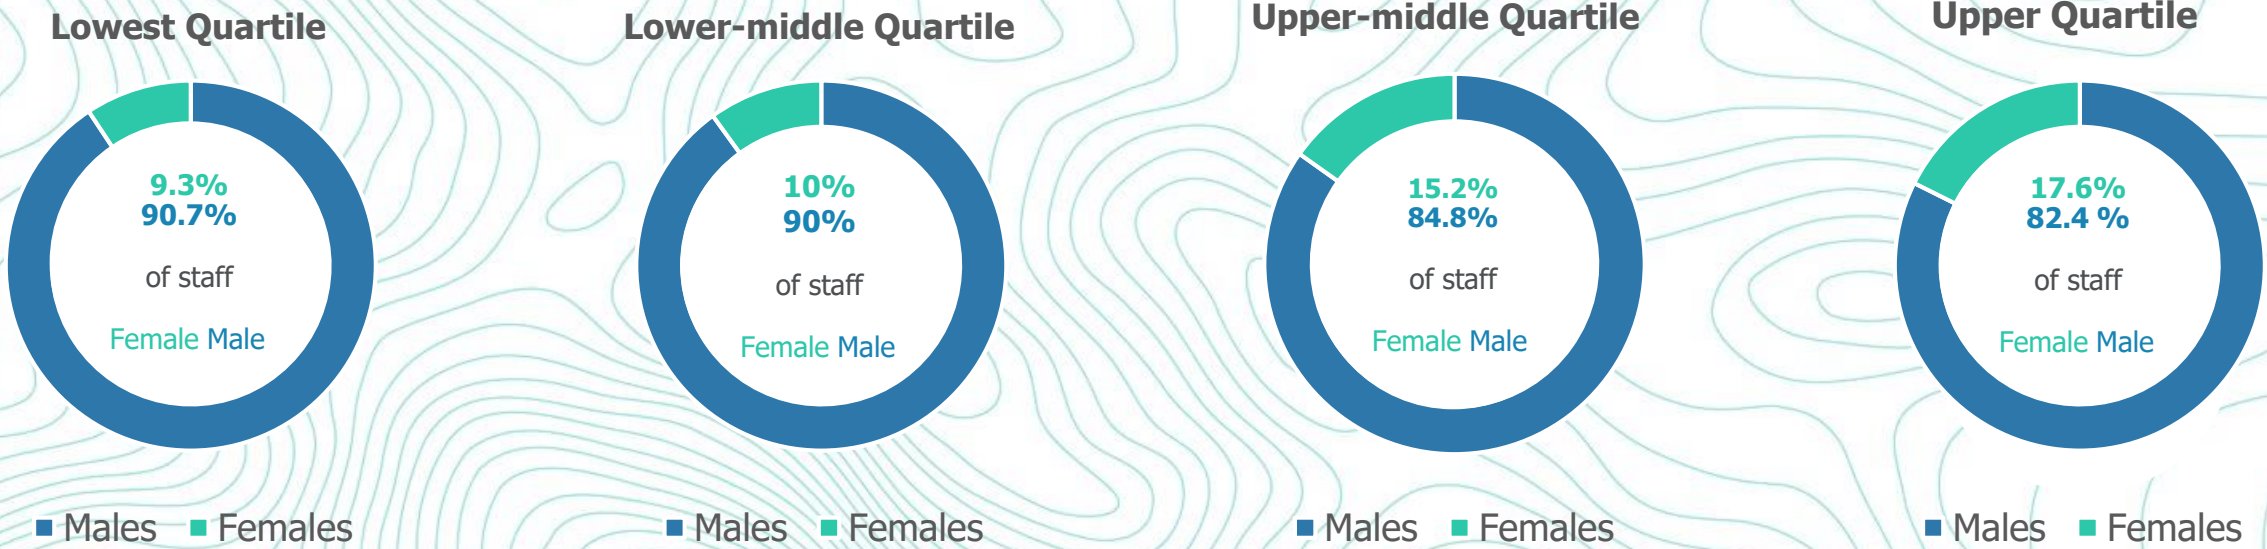 Lowest Quartile
9.3%
90.7%
of staff
Female Male
Males Females
Lower-middle Quartile
10%
90%
of staff
Female Male
Males Females
Upper-middle Quartile
15.2%
84.8%
of staff
Female Male
Males Females
Upper Quartile
17.6%
82.4 %
of staff
Female Male
Males Females